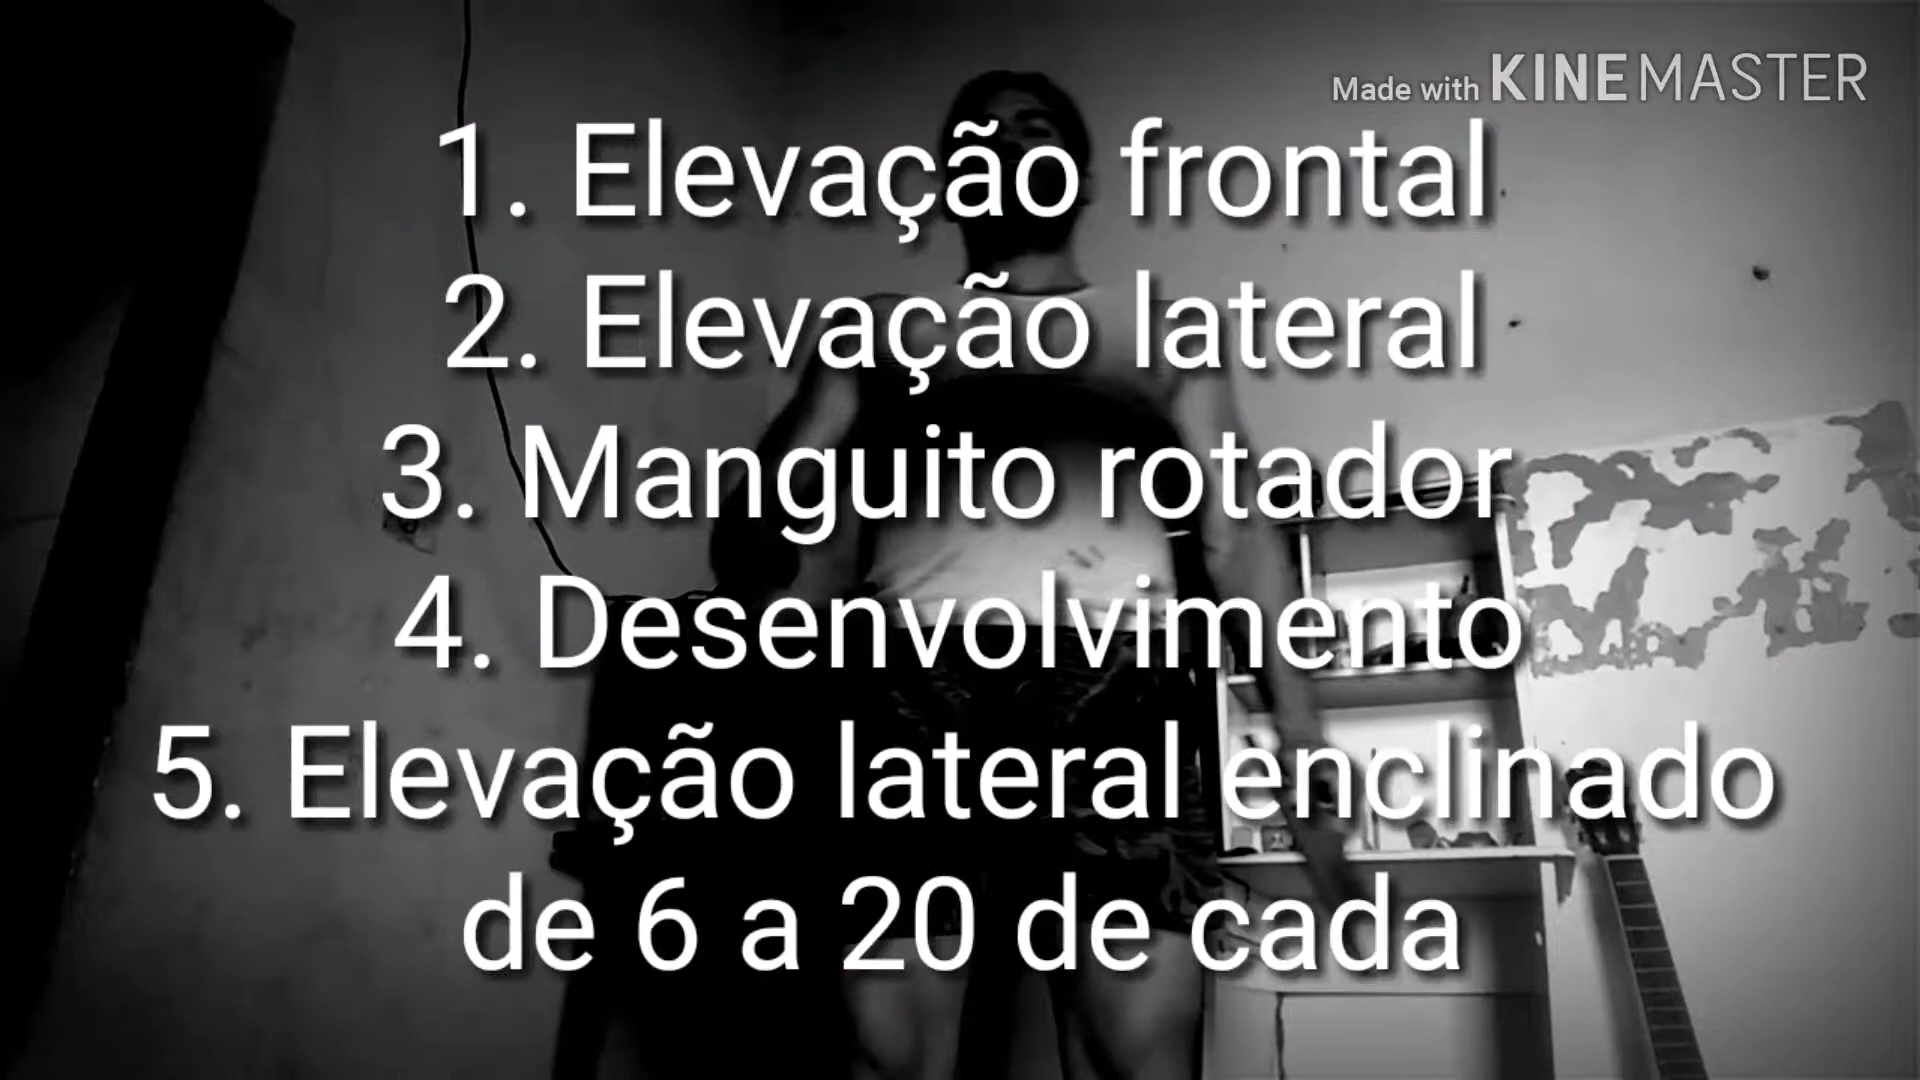 Made with KINEMASTER
1. Elevação frontal
2. Elevação lateral
3. Manguito rotador
4. Desenvolvimento
5. Elevação lateral enclinado
de 6 a 20 de cada